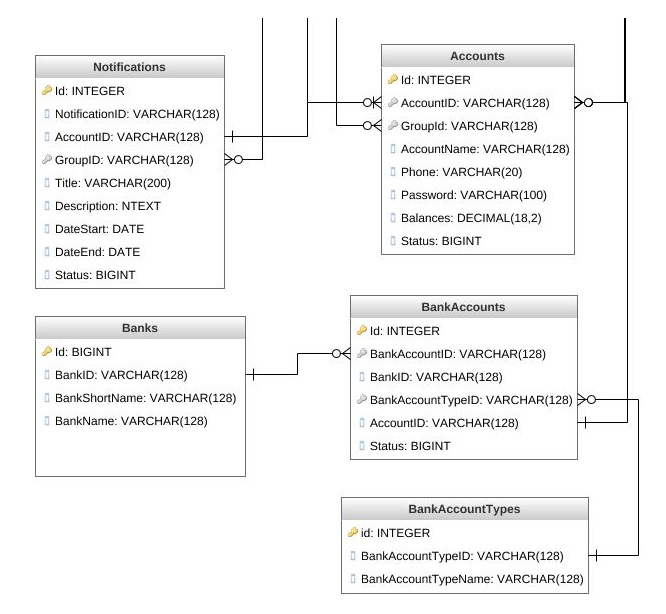 Notifications
Id: INTEGER
NotificationID: VARCHAR(128)
AccountID: VARCHAR(128)
GroupID: VARCHAR(128)
Title: VARCHAR(200)
Description: NTEXT
DateStart: DATE
DateEnd: DATE
Status: BIGINT
Accounts
Id: INTEGER
AccountID: VARCHAR(128)
GroupId: VARCHAR(128)
AccountName: VARCHAR(128)
Phone: VARCHAR(20)
Password: VARCHAR(100)
Balances: DECIMAL(18,2)
Status: BIGINT
Banks
Id: BIGINT
BankID: VARCHAR(128)
BankShortName: VARCHAR(128)
BankName: VARCHAR(128)
BankAccounts
Id: INTEGER
BankAccountID: VARCHAR(128)
BankID: VARCHAR(128)
BankAccountTypeID: VARCHAR(128)
AccountID: VARCHAR(128)
Status: BIGINT
BankAccountTypes
id: INTEGER
BankAccountTypeID: VARCHAR(128)
BankAccountTypeName: VARCHAR(128)